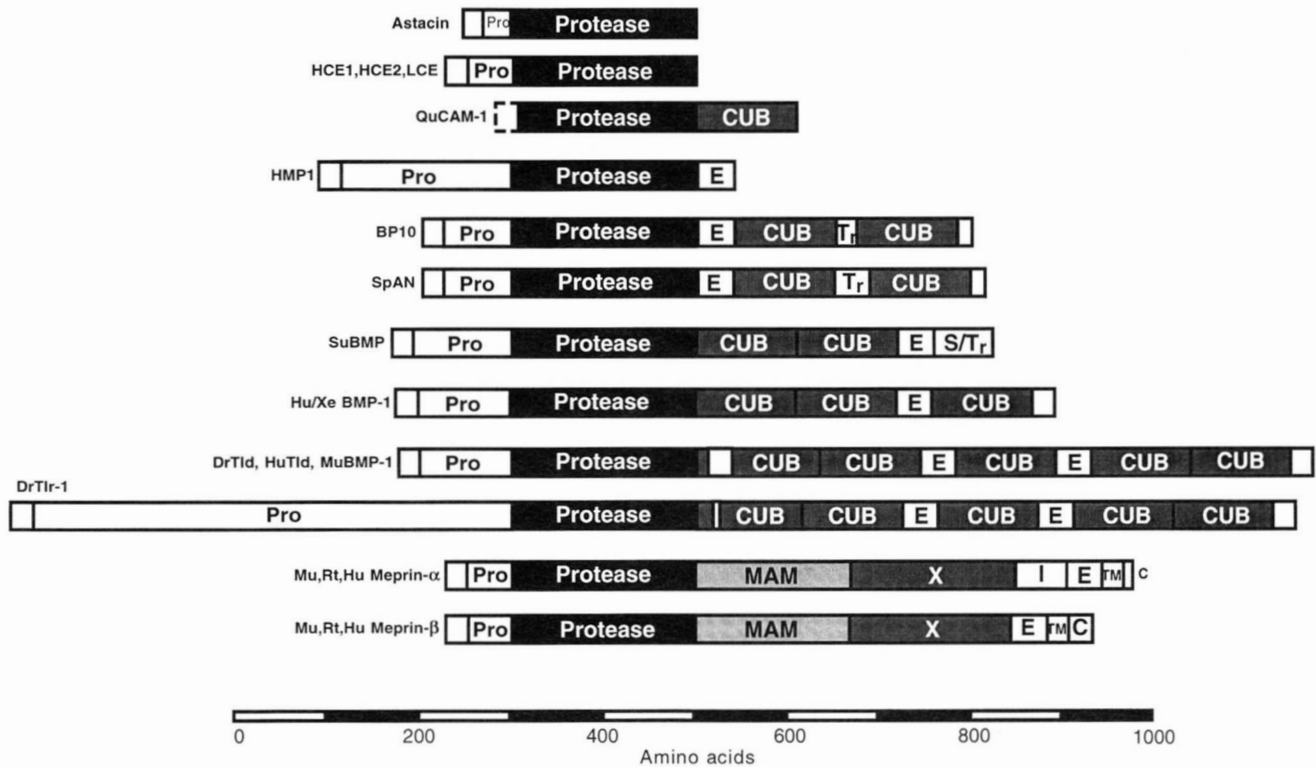 Astacin Pro Protease
HCE1,HCE2,LCE Pro Protease
QuCAM-1 Protease CUB
HMP1 Pro Protease E
BP10 Pro Protease E CUB Tr CUB
SpAN Pro Protease E CUB Tr CUB
SuBMP Pro Protease CUB CUB E S/Tr
Hu/Xe BMP-1 Pro Protease CUB CUB E CUB
DrTld, HuTld, MuBMP-1 Pro Protease CUB CUB E CUB E CUB CUB
DrTlr-1
Pro Protease CUB CUB E CUB E CUB CUB
Mu,Rt,Hu Meprin-α Pro Protease MAM X I E TM C
Mu,Rt,Hu Meprin-β Pro Protease MAM X E TM C
0 200 400 600 800 1000
Amino acids